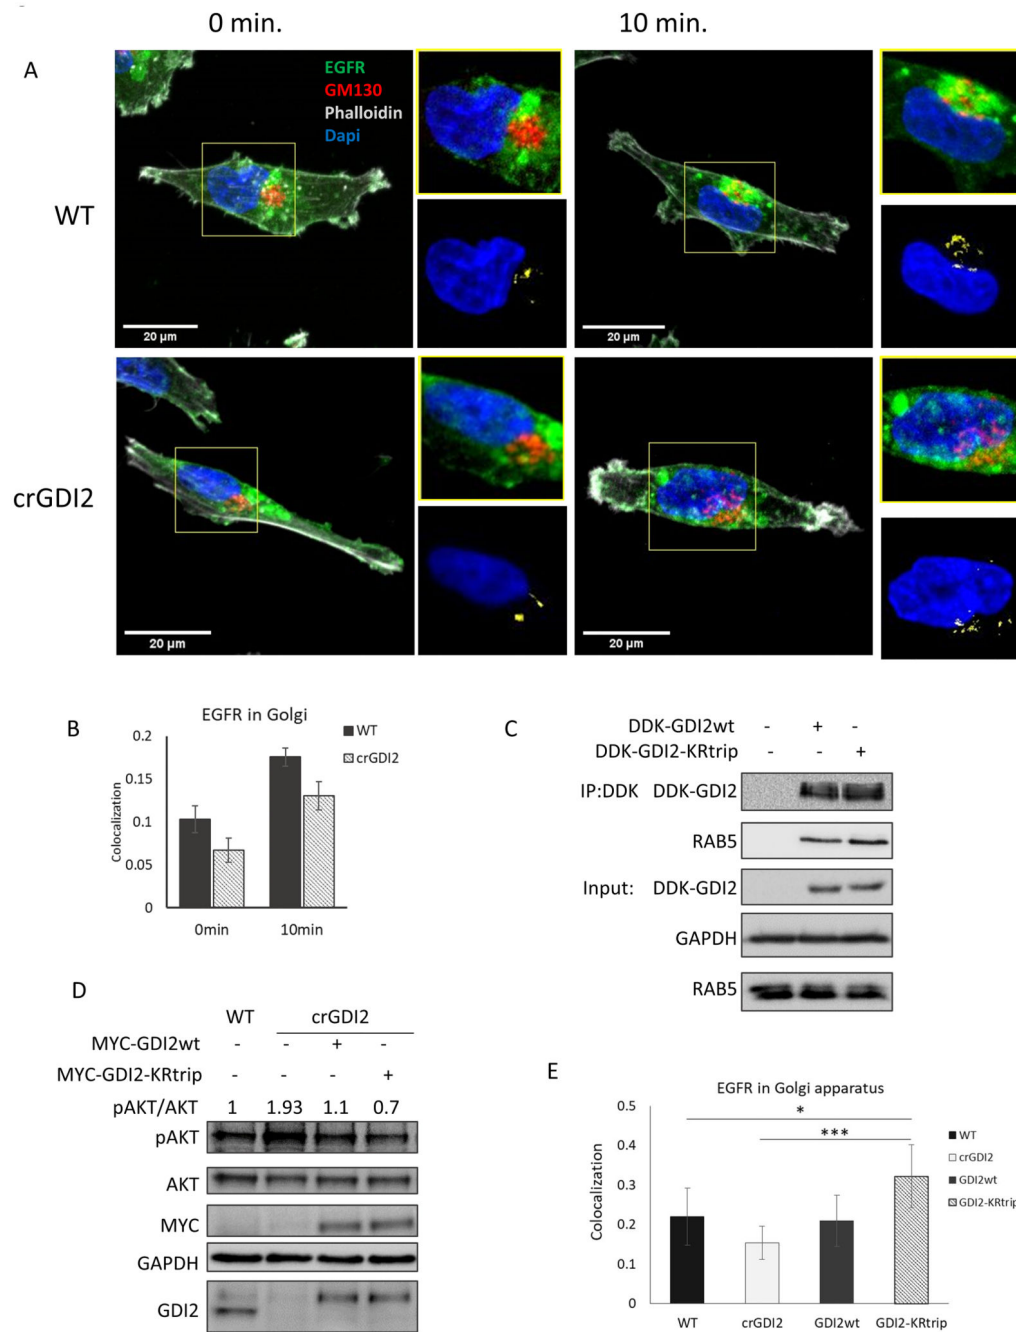 0 min.
10 min.
A
EGFR
GM130
Phalloidin
Dapi
WT
20 µm
20 µm
crGDI2
20 µm
20 µm
B
EGFR in Golgi
WT
crGDI2
Colocalization
0.2
0.15
0.1
0.05
0
0min
10min
C
DDK-GDI2wt - + -
DDK-GDI2-KRtrip - - +
IP:DDK DDK-GDI2
RAB5
Input: DDK-GDI2
GAPDH
RAB5
D
WT crGDI2
MYC-GDI2wt - - + -
MYC-GDI2-KRtrip - - - +
pAKT/AKT 1 1.93 1.1 0.7
pAKT
AKT
MYC
GAPDH
GDI2
E
EGFR in Golgi apparatus
Colocalization
0.5
0.4
0.3
0.2
0.1
0
*
***
WT
crGDI2
GDI2wt
GDI2-KRtrip
WT crGDI2 GDI2wt GDI2-KRtrip